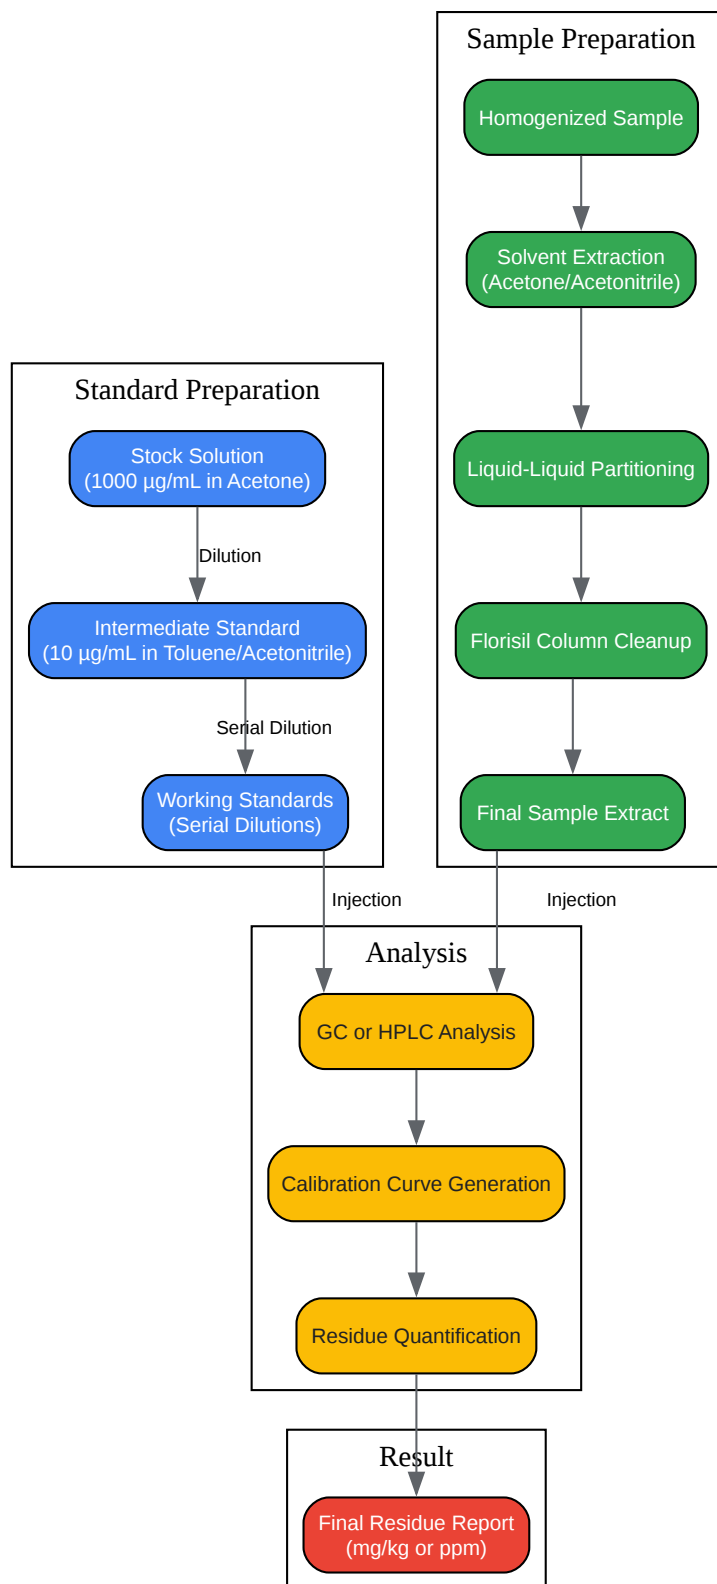 Sample Preparation
Homogenized Sample
Solvent Extraction
(Acetone/Acetonitrile)
Liquid-Liquid Partitioning
Florisil Column Cleanup
Final Sample Extract
Standard Preparation
Stock Solution
(1000 µg/mL in Acetone)
Dilution
Intermediate Standard
(10 µg/mL in Toluene/Acetonitrile)
Serial Dilution
Working Standards
(Serial Dilutions)
Injection
Injection
Analysis
GC or HPLC Analysis
Calibration Curve Generation
Residue Quantification
Result
Final Residue Report
(mg/kg or ppm)